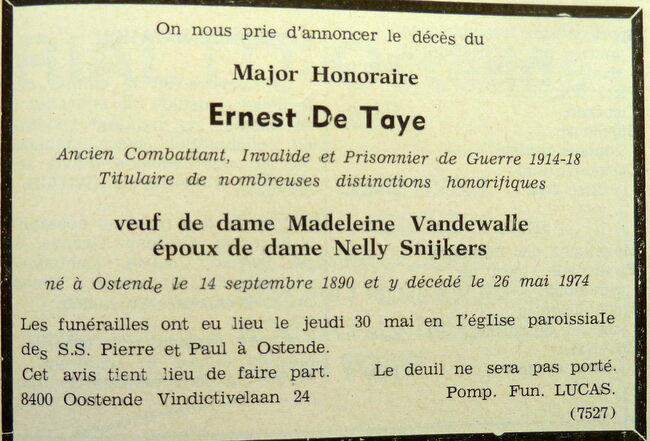 On nous prie d'annoncer le décès du
Major Honoraire
Ernest De Taye
Ancien Combattant, Invalide et Prisonnier de Guerre 1914-18
Titulaire de nombreuses distinctions honorifiques
veuf de dame Madeleine Vandewalle
époux de dame Nelly Snijkers
né à Ostende le 14 septembre 1890 et y décédé le 26 mai 1974
Les funérailles ont eu lieu le jeudi 30 mai en l'église paroissiale
des S.S. Pierre et Paul à Ostende.
Cet avis tient lieu de faire part. Le deuil ne sera pas porté.
8400 Oostende Vindictivelaan 24 Pomp. Fun. LUCAS.
(7527)